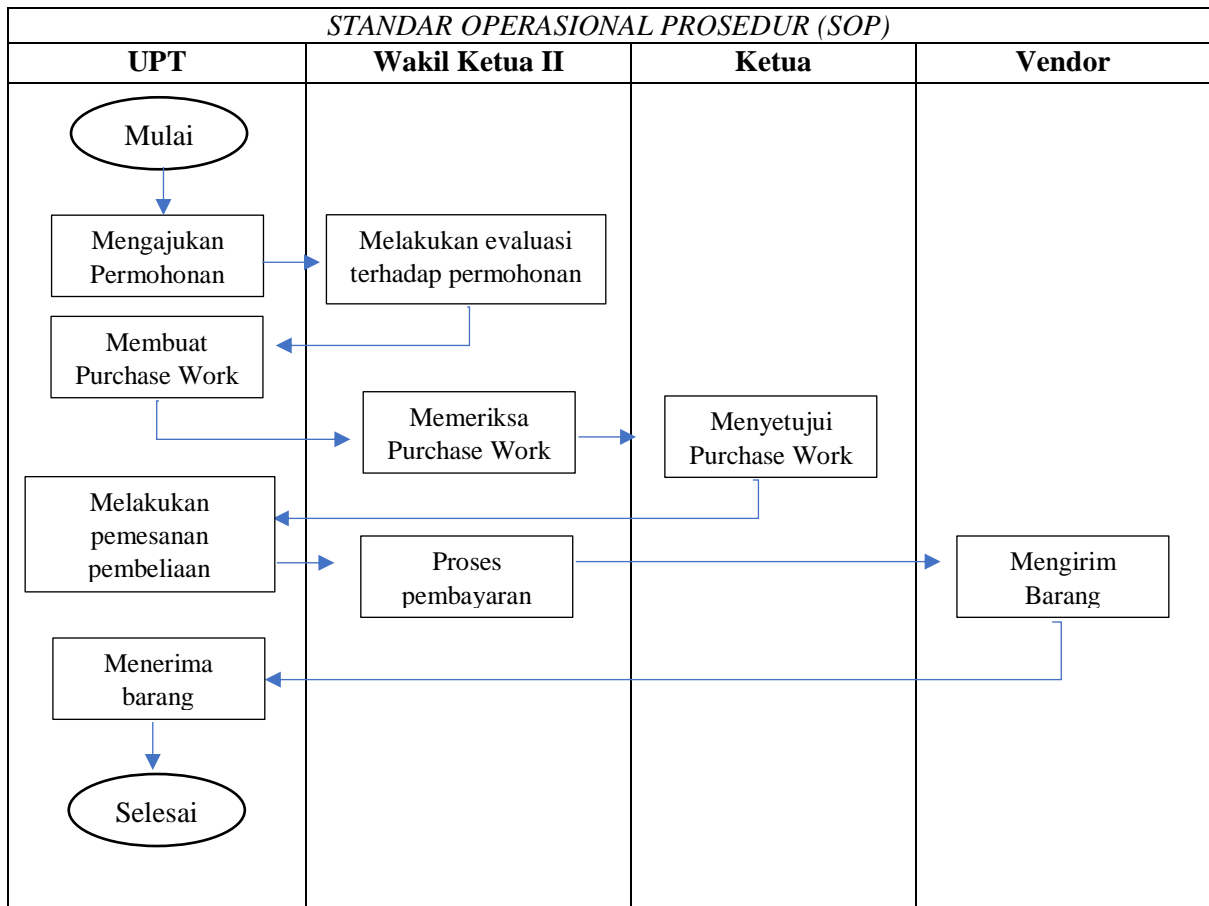 STANDAR OPERASIONAL PROSEDUR (SOP)
UPT
Wakil Ketua II
Ketua
Vendor
Mulai
Mengajukan
Permohonan
Melakukan evaluasi
terhadap permohonan
Membuat
Purchase Work
Memeriksa
Purchase Work
Menyetujui
Purchase Work
Melakukan
pemesanan
pembeliaan
Proses
pembayaran
Mengirim
Barang
Menerima
barang
Selesai